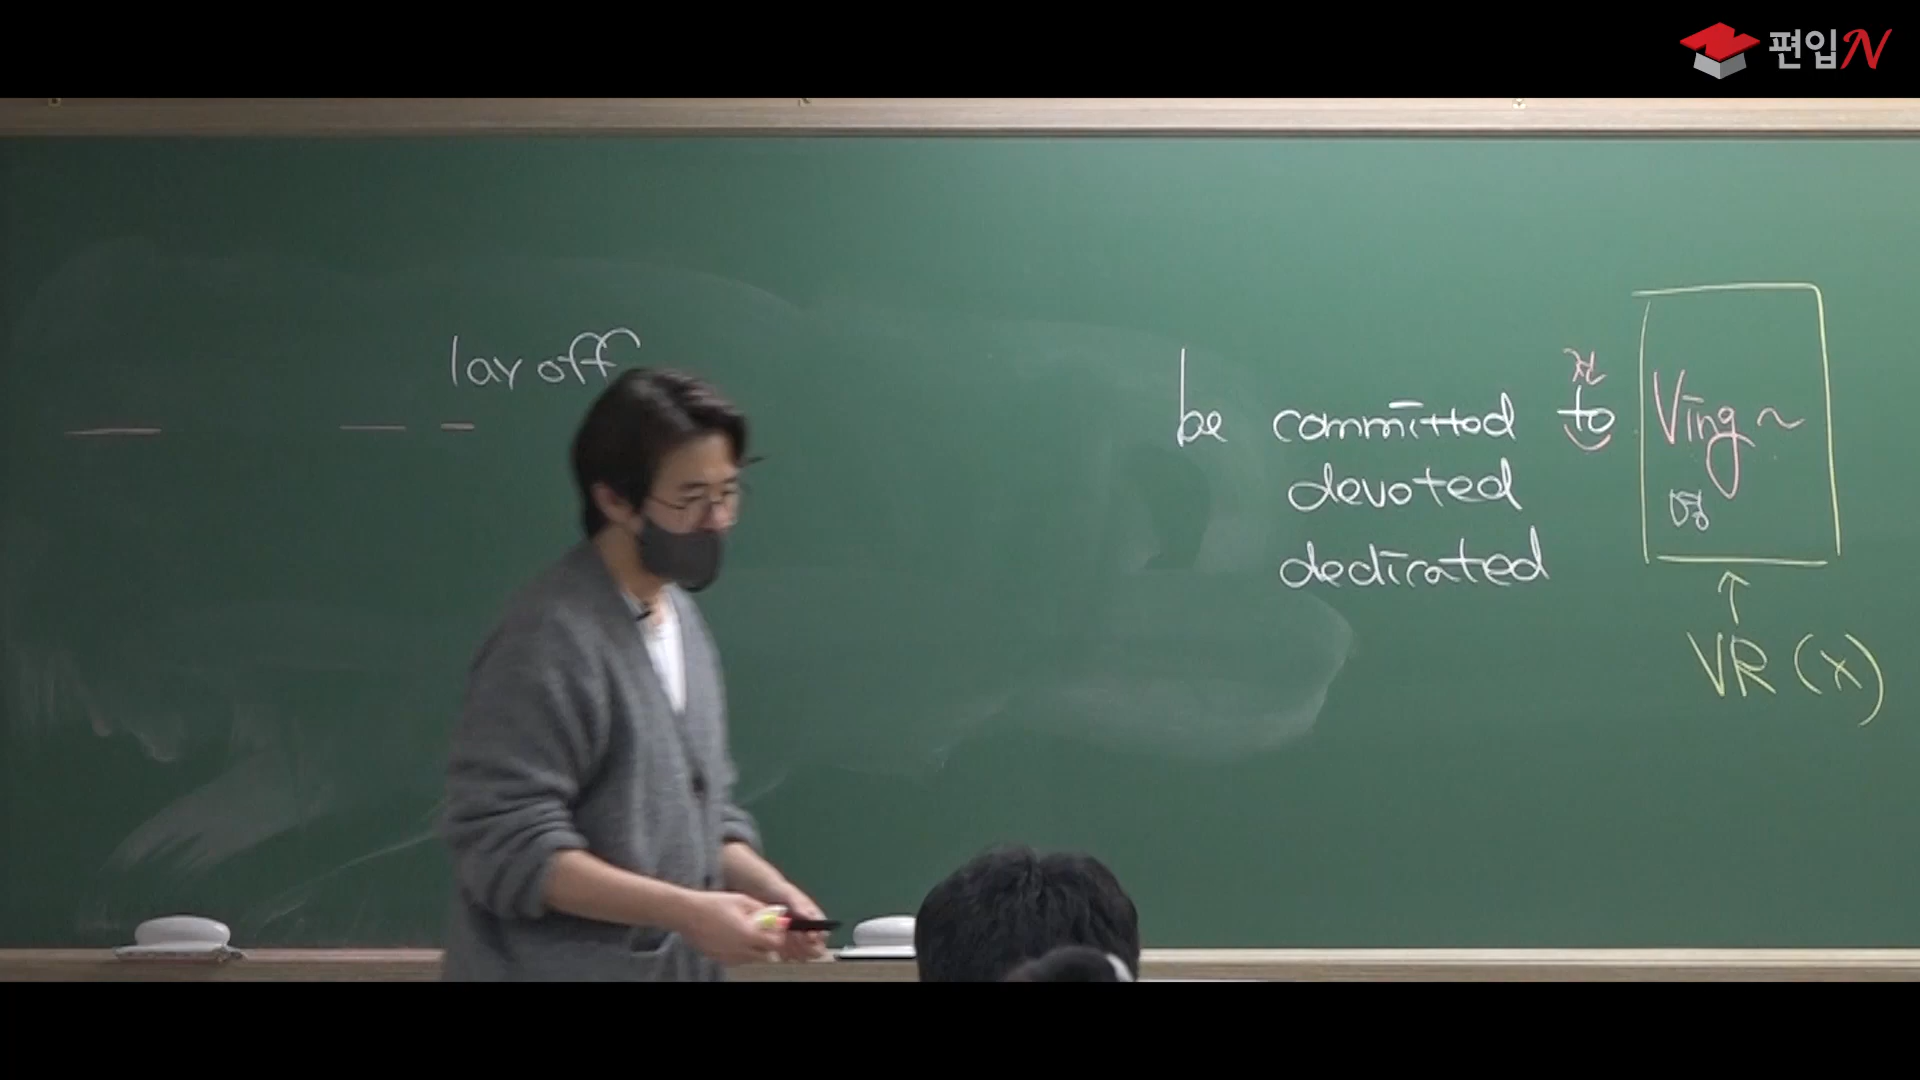 편입N
lay off
be committed to Ving ~
전
devoted
명
dedicated
VR (x)